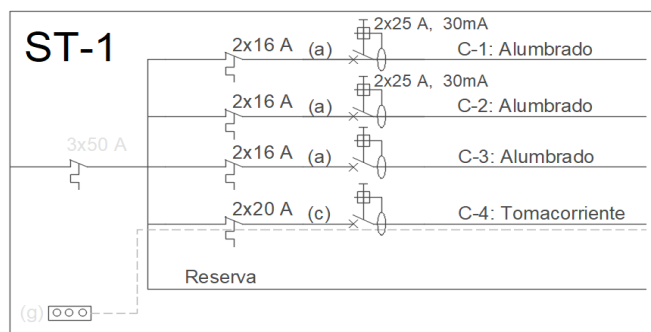 ST-1
2x25 A, 30mA
2x16 A (a) C-1: Alumbrado
2x25 A, 30mA
2x16 A (a) C-2: Alumbrado
3x50 A
2x16 A (a) C-3: Alumbrado
2x20 A (c) C-4: Tomacorriente
Reserva
(g)